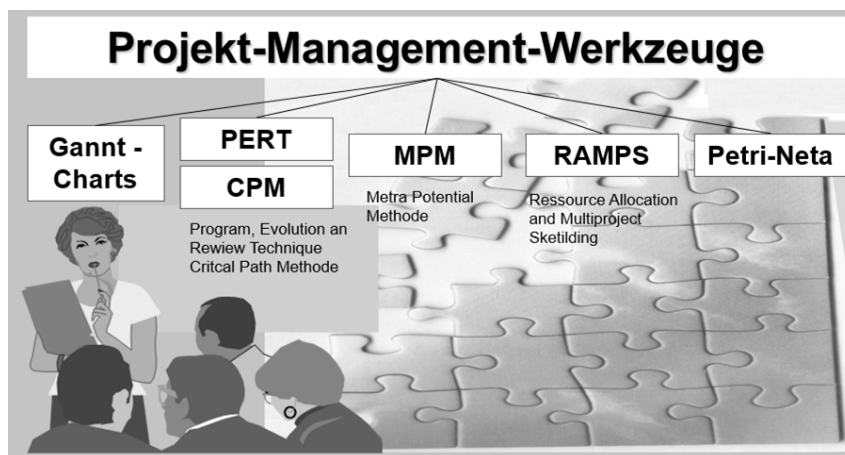 Projekt-Management-Werkzeuge
Gannt -
Charts
PERT
CPM
Program, Evolution an
Rewiew Technique
Critcal Path Methode
MPM
Metra Potential
Methode
RAMPS
Ressource Allocation
and Multiproject
Sketilding
Petri-Neta